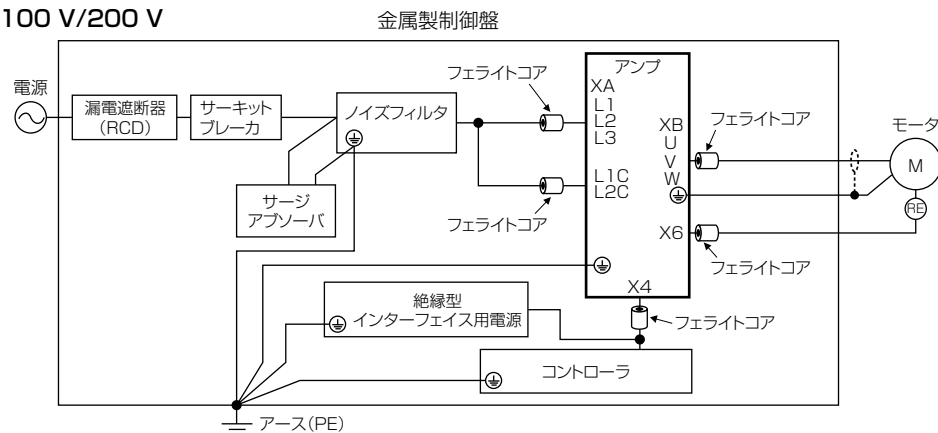 100 V/200 V
金属製制御盤
電源
漏電遮断器
(RCD)
サーキット
ブレーカ
ノイズフィルタ
サージ
アブソーバ
フェライトコア
フェライトコア
アンプ
XA
L1
L2
L3
L1C
L2C
XB
U
V
W
X6
X4
フェライトコア
モータ
M
RE
フェライトコア
フェライトコア
絶縁型
インターフェイス用電源
コントローラ
アース(PE)